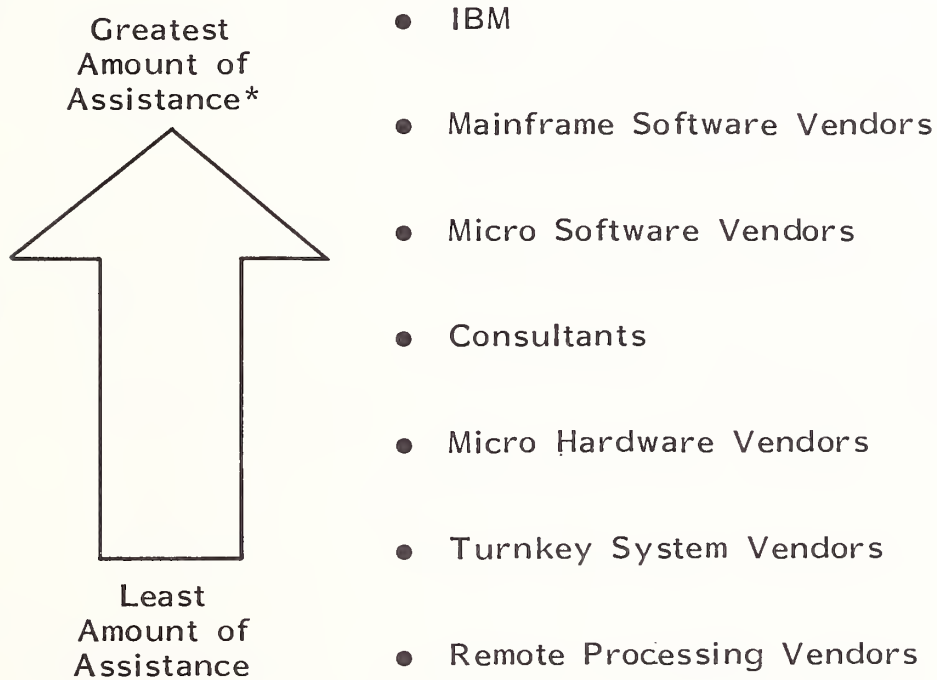 Greatest
Amount of
Assistance*
Least
Amount of
Assistance
● IBM
● Mainframe Software Vendors
● Micro Software Vendors
● Consultants
● Micro Hardware Vendors
● Turnkey System Vendors
● Remote Processing Vendors